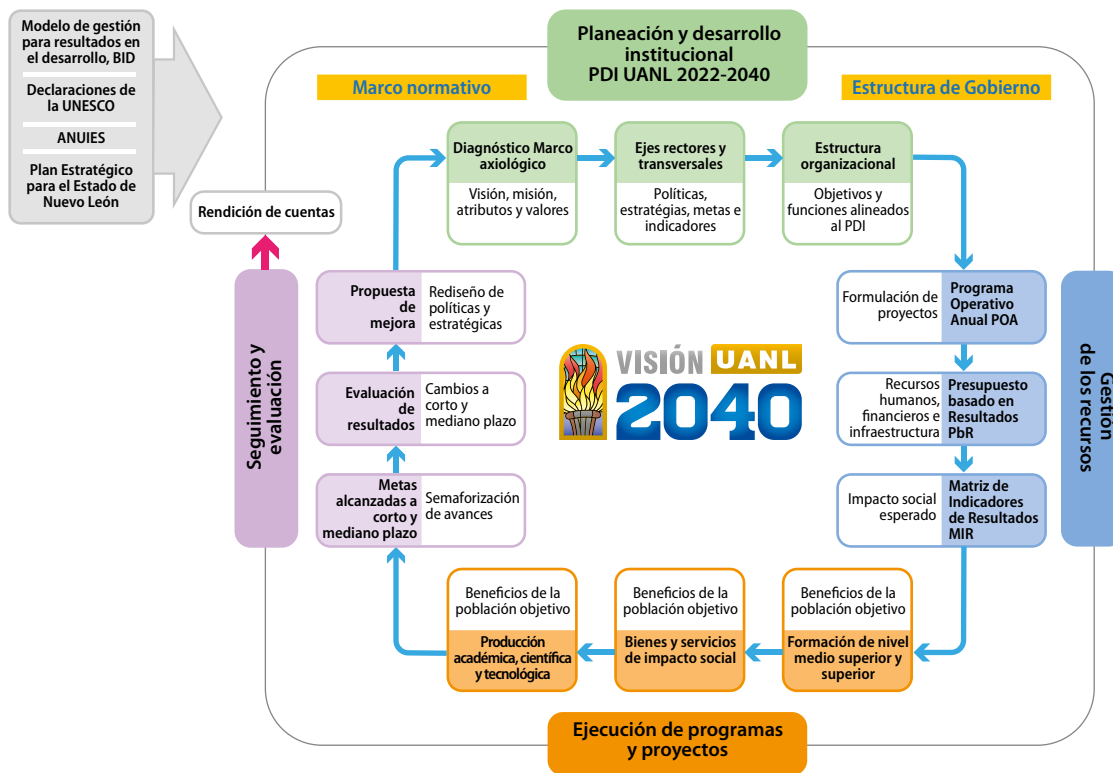 Modelo de gestión
para resultados en
el desarrollo, BID
Declaraciones de
la UNESCO
ANUIES
Plan Estratégico
para el Estado de
Nuevo León
Planeación y desarrollo
institucional
PDI UANL 2022-2040
Marco normativo
Estructura de Gobierno
Diagnóstico Marco
axiológico
Visión, misión,
atributos y valores
Ejes rectores y
transversales
Políticas,
estratégias, metas e
indicadores
Estructura
organizacional
Objetivos y
funciones alineados
al PDI
Rendición de cuentas
Seguimiento y
evaluación
Propuesta
de
mejora
Rediseño de
políticas y
estratégicas
Evaluación
de
resultados
Cambios a
corto y
mediano plazo
Metas
alcanzadas a
corto y
mediano plazo
Semaforización
de avances
VISIÓN UANL
2040
Formulación de
proyectos
Programa
Operativo
Anual POA
Recursos
humanos,
financieros e
infraestructura
Presupuesto
basado en
Resultados
PbR
Impacto social
esperado
Matriz de
Indicadores
de Resultados
MIR
Gestión
de los recursos
Beneficios de la
población objetivo
Producción
académica, científica
y tecnológica
Beneficios de la
población objetivo
Bienes y servicios
de impacto social
Beneficios de la
población objetivo
Formación de nivel
medio superior y
superior
Ejecución de programas
y proyectos